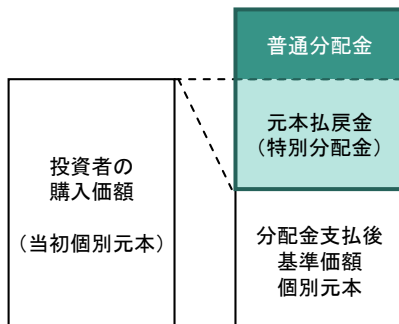 普通分配金
元本払戻金
（特別分配金）
投資者の
購入価額
（当初個別元本）
分配金支払後
基準価額
個別元本